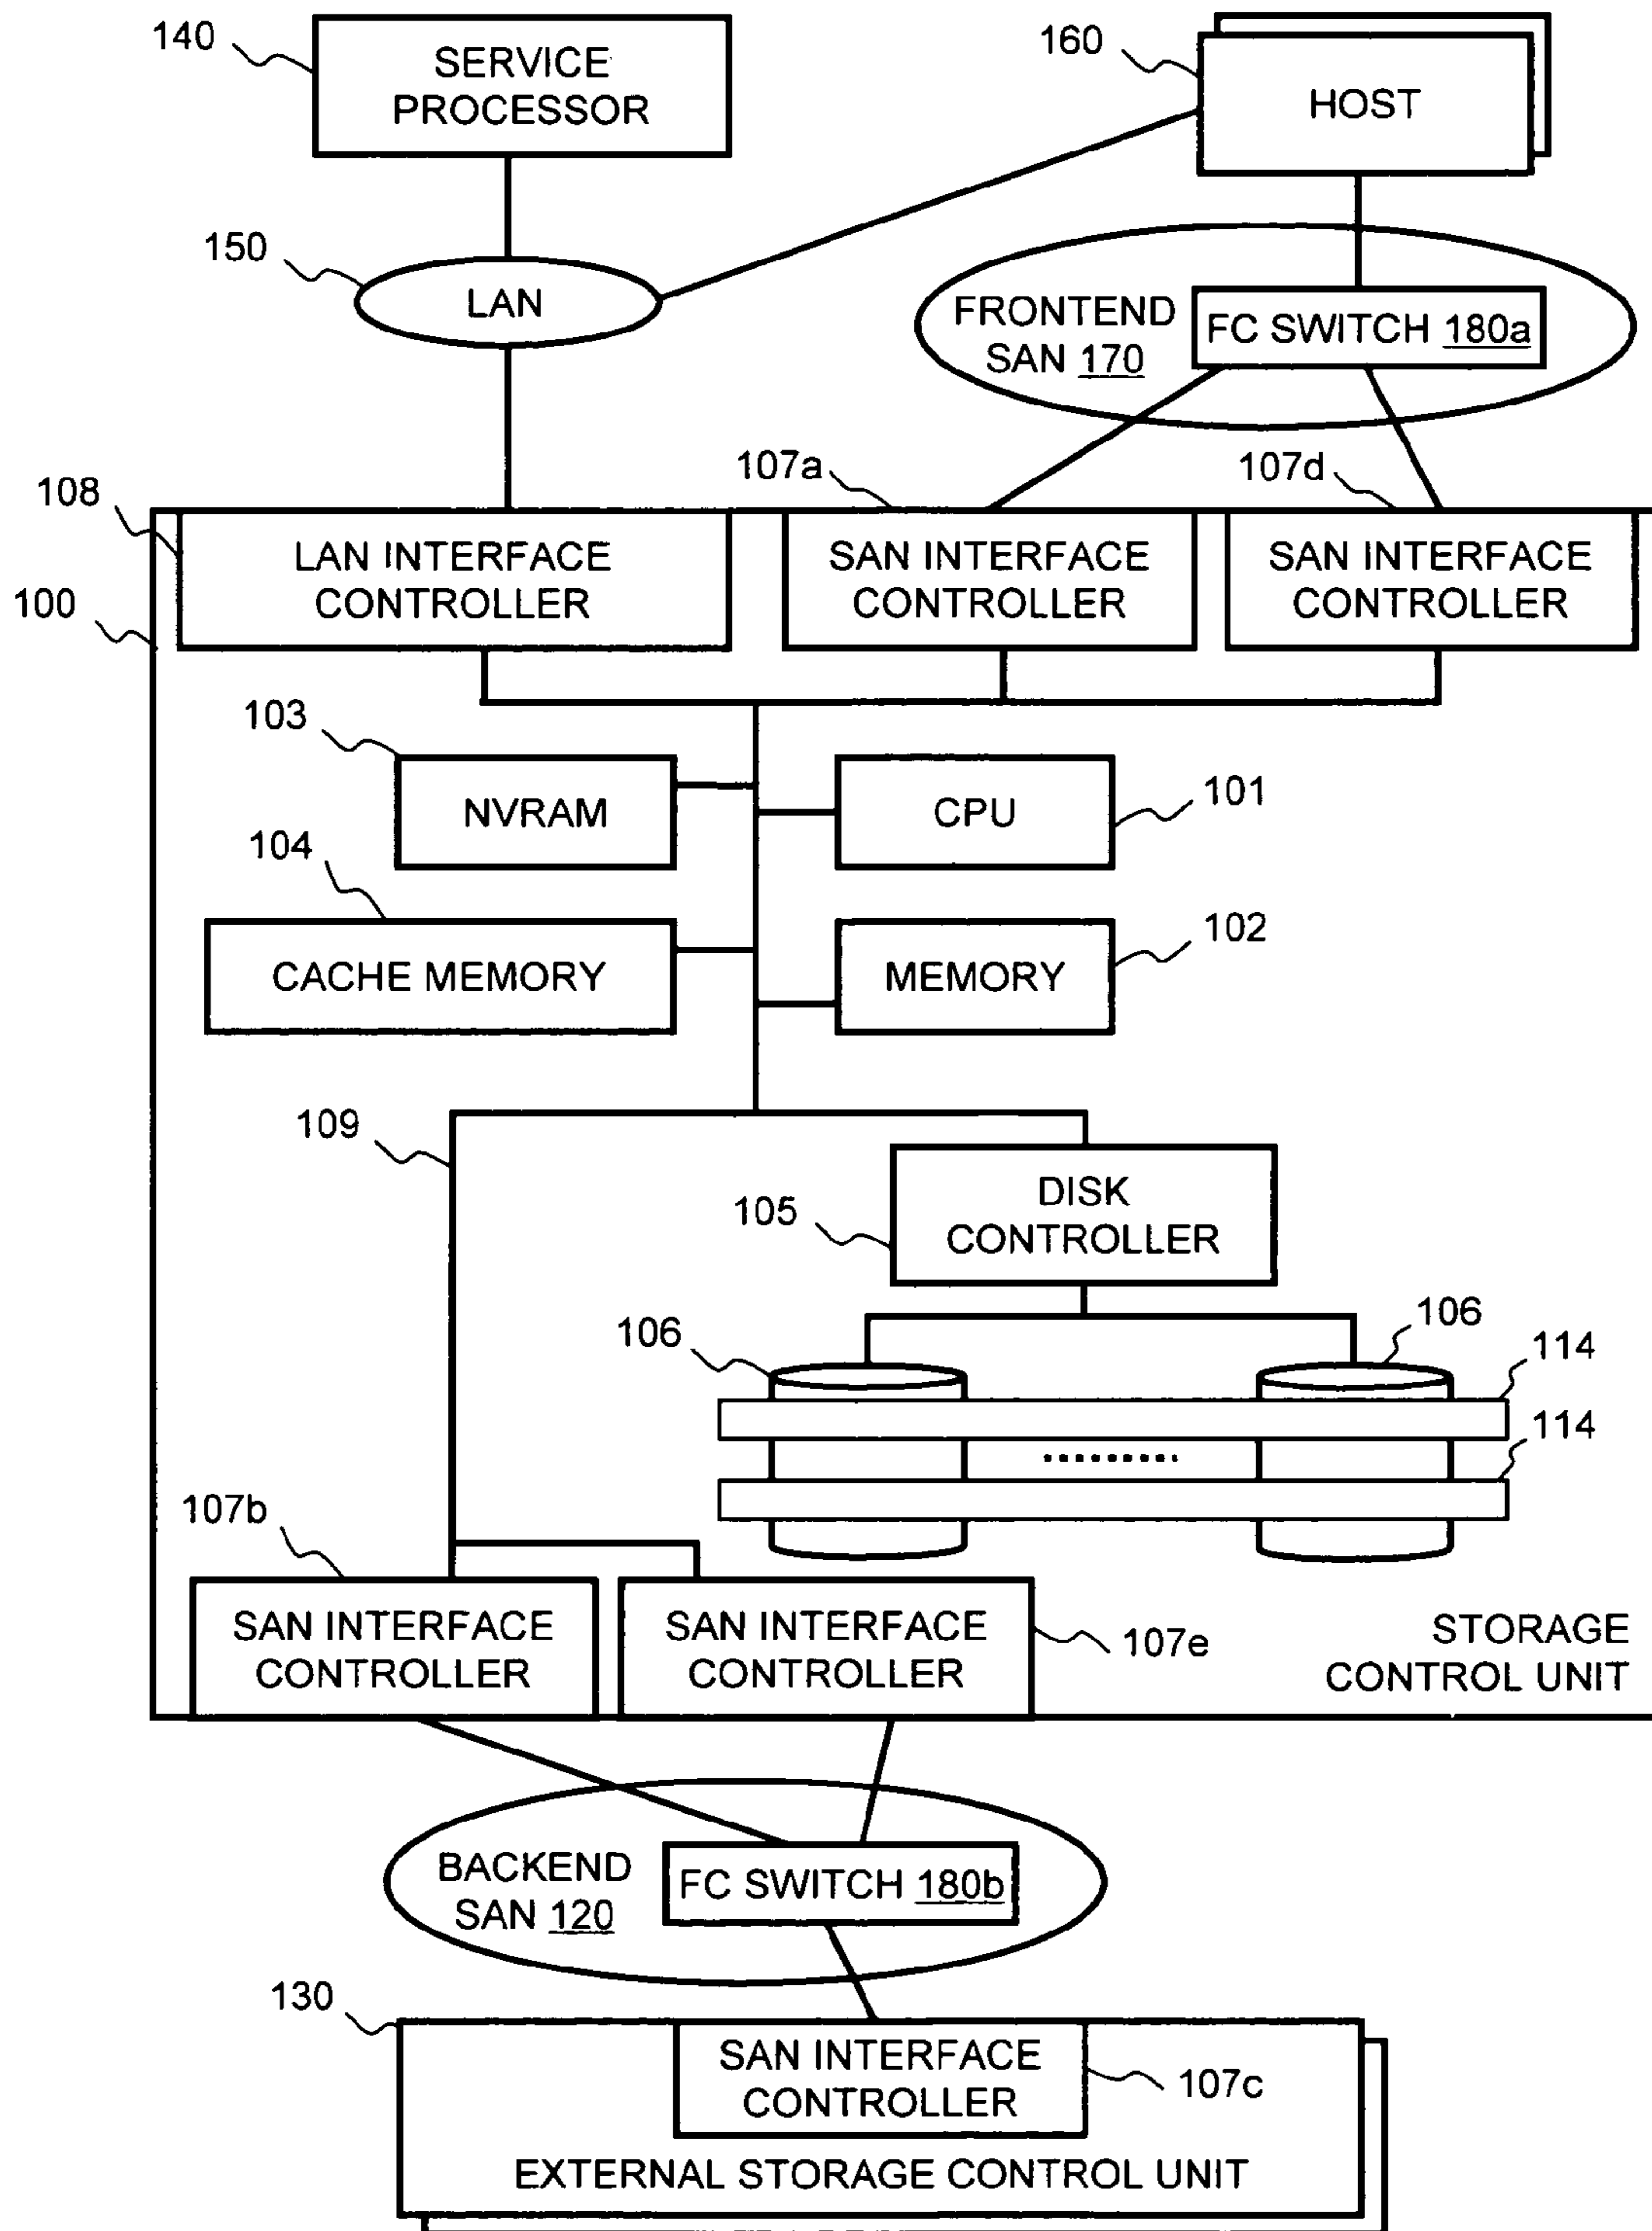 140
SERVICE
PROCESSOR
160
HOST
150
LAN
FRONTEND
SAN 170
FC SWITCH 180a
107a
107d
108
LAN INTERFACE
CONTROLLER
SAN INTERFACE
CONTROLLER
SAN INTERFACE
CONTROLLER
100
103
NVRAM
CPU
101
104
CACHE MEMORY
MEMORY
102
109
DISK
CONTROLLER
105
106
106
114
114
107b
SAN INTERFACE
CONTROLLER
SAN INTERFACE
CONTROLLER
107e
STORAGE
CONTROL UNIT
BACKEND
SAN 120
FC SWITCH 180b
130
SAN INTERFACE
CONTROLLER
107c
EXTERNAL STORAGE CONTROL UNIT